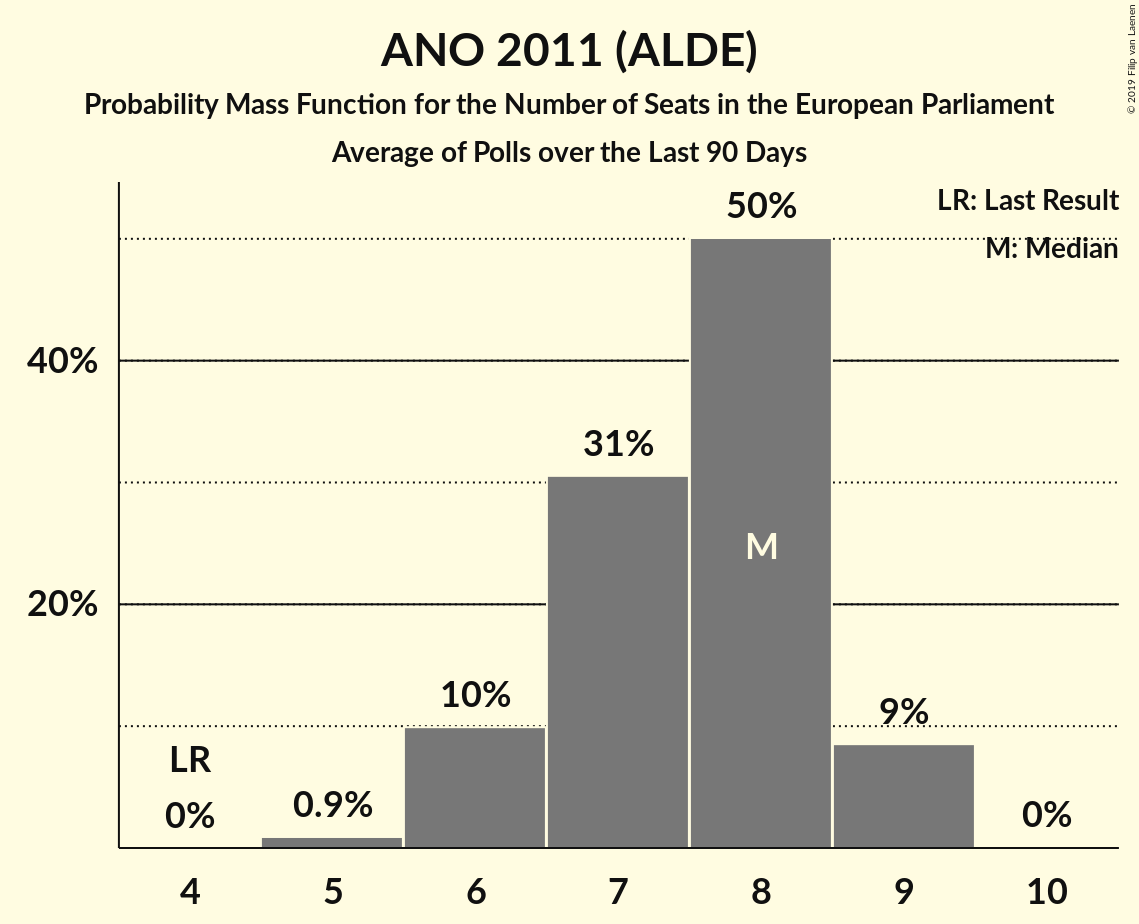 ANO 2011 (ALDE)
Probability Mass Function for the Number of Seats in the European Parliament
Average of Polls over the Last 90 Days
© 2019 Filip van Laenen
LR: Last Result
M: Median
50%
40%
31%
M
20%
10%
9%
LR
0%
0.9%
0%
4 5 6 7 8 9 10